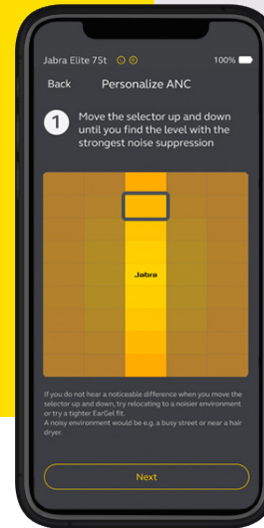 Jabra Elite 75t 100%
Back Personalize ANC
1 Move the selector up and down
until you find the level with the
strongest noise suppression
Jabra
If you do not hear a noticeable difference when you move the
selector up and down, try relocating to a noisier environment
or try a tighter EarGel fit.
A noisy environment would be e.g. a busy street or near a hair
dryer.
Next